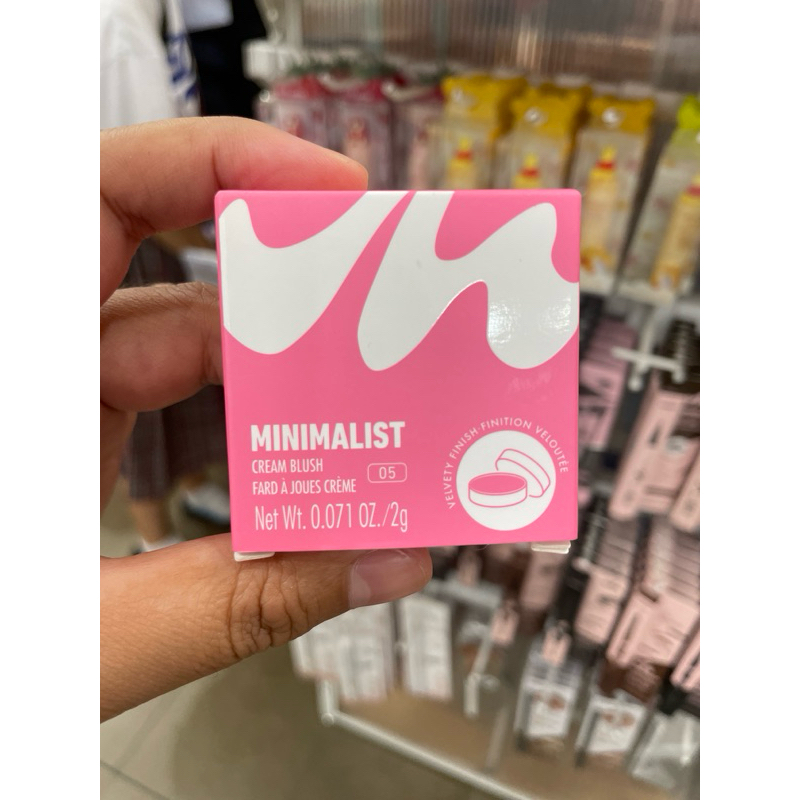 MINIMALIST
CREAM BLUSH
FARD À JOUES CRÈME
05
Net Wt. 0.071 OZ./2g
VELVETY FINISH·FINITION VELOUTÉE